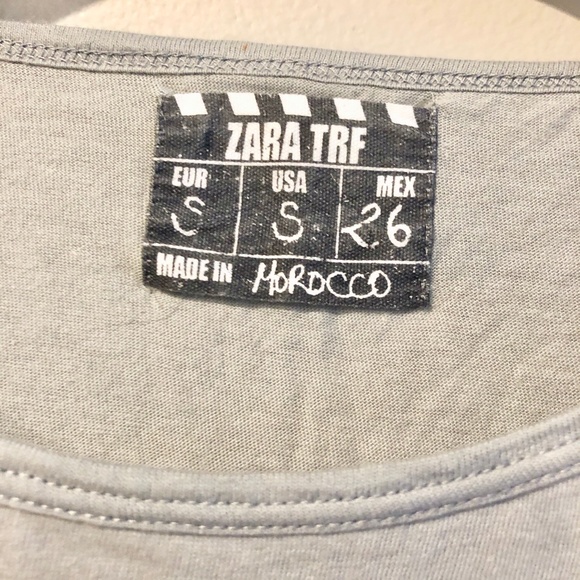 ZARA TRF
EUR USA MEX
S S 26
MADE IN MOROCCO